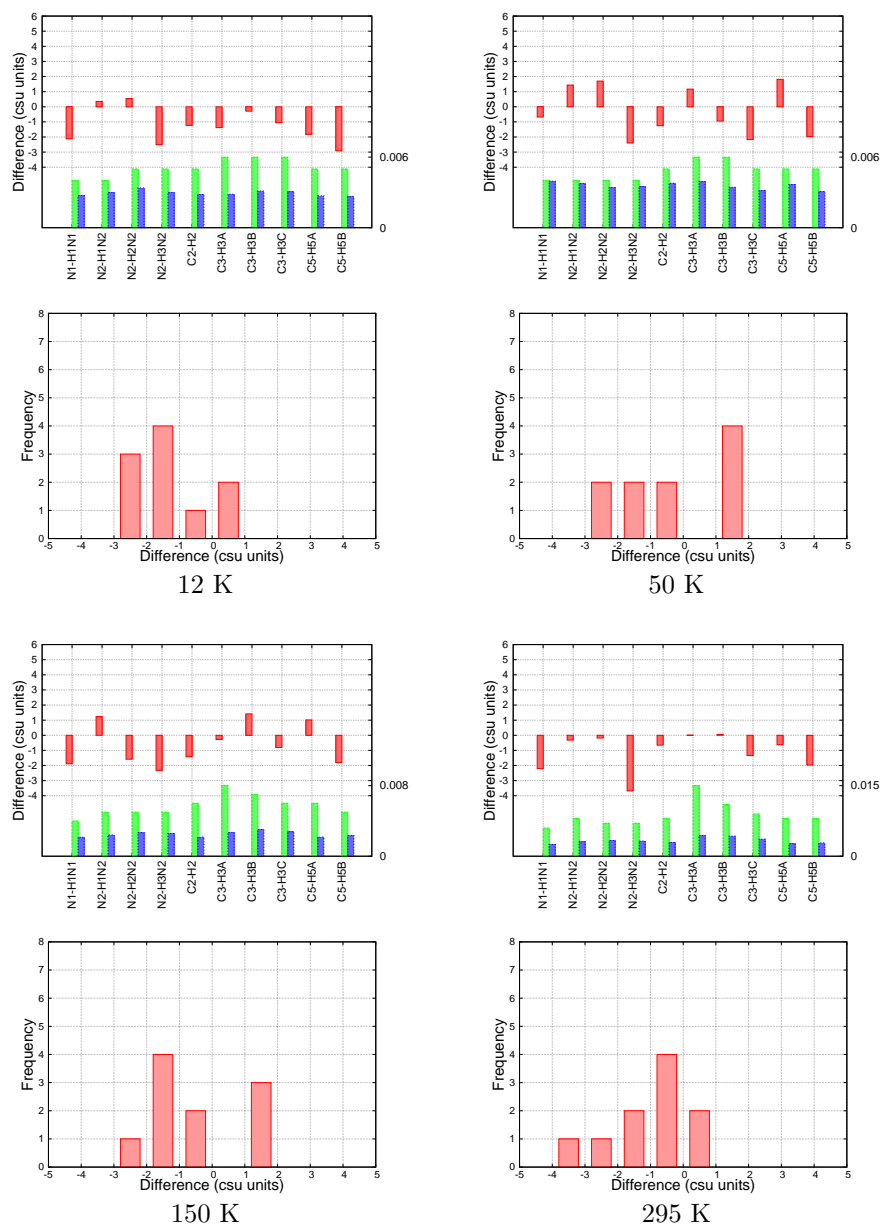 6
5
4
3
2
1
0
-1
-2
-3
-4
Difference (csu units)
0.006
0
N1-H1N1
N2-H1N2
N2-H2N2
N2-H3N2
C2-H2
C3-H3A
C3-H3B
C3-H3C
C5-H5A
C5-H5B
6
5
4
3
2
1
0
-1
-2
-3
-4
Difference (csu units)
0.006
0
N1-H1N1
N2-H1N2
N2-H2N2
N2-H3N2
C2-H2
C3-H3A
C3-H3B
C3-H3C
C5-H5A
C5-H5B
8
7
6
5
4
3
2
1
0
Frequency
-5 -4 -3 -2 -1 0 1 2 3 4 5
Difference (csu units)
12 K
8
7
6
5
4
3
2
1
0
Frequency
-5 -4 -3 -2 -1 0 1 2 3 4 5
Difference (csu units)
50 K
6
5
4
3
2
1
0
-1
-2
-3
-4
Difference (csu units)
0.008
0
N1-H1N1
N2-H1N2
N2-H2N2
N2-H3N2
C2-H2
C3-H3A
C3-H3B
C3-H3C
C5-H5A
C5-H5B
6
5
4
3
2
1
0
-1
-2
-3
-4
Difference (csu units)
0.015
0
N1-H1N1
N2-H1N2
N2-H2N2
N2-H3N2
C2-H2
C3-H3A
C3-H3B
C3-H3C
C5-H5A
C5-H5B
8
7
6
5
4
3
2
1
0
Frequency
-5 -4 -3 -2 -1 0 1 2 3 4 5
Difference (csu units)
150 K
8
7
6
5
4
3
2
1
0
Frequency
-5 -4 -3 -2 -1 0 1 2 3 4 5
Difference (csu units)
295 K